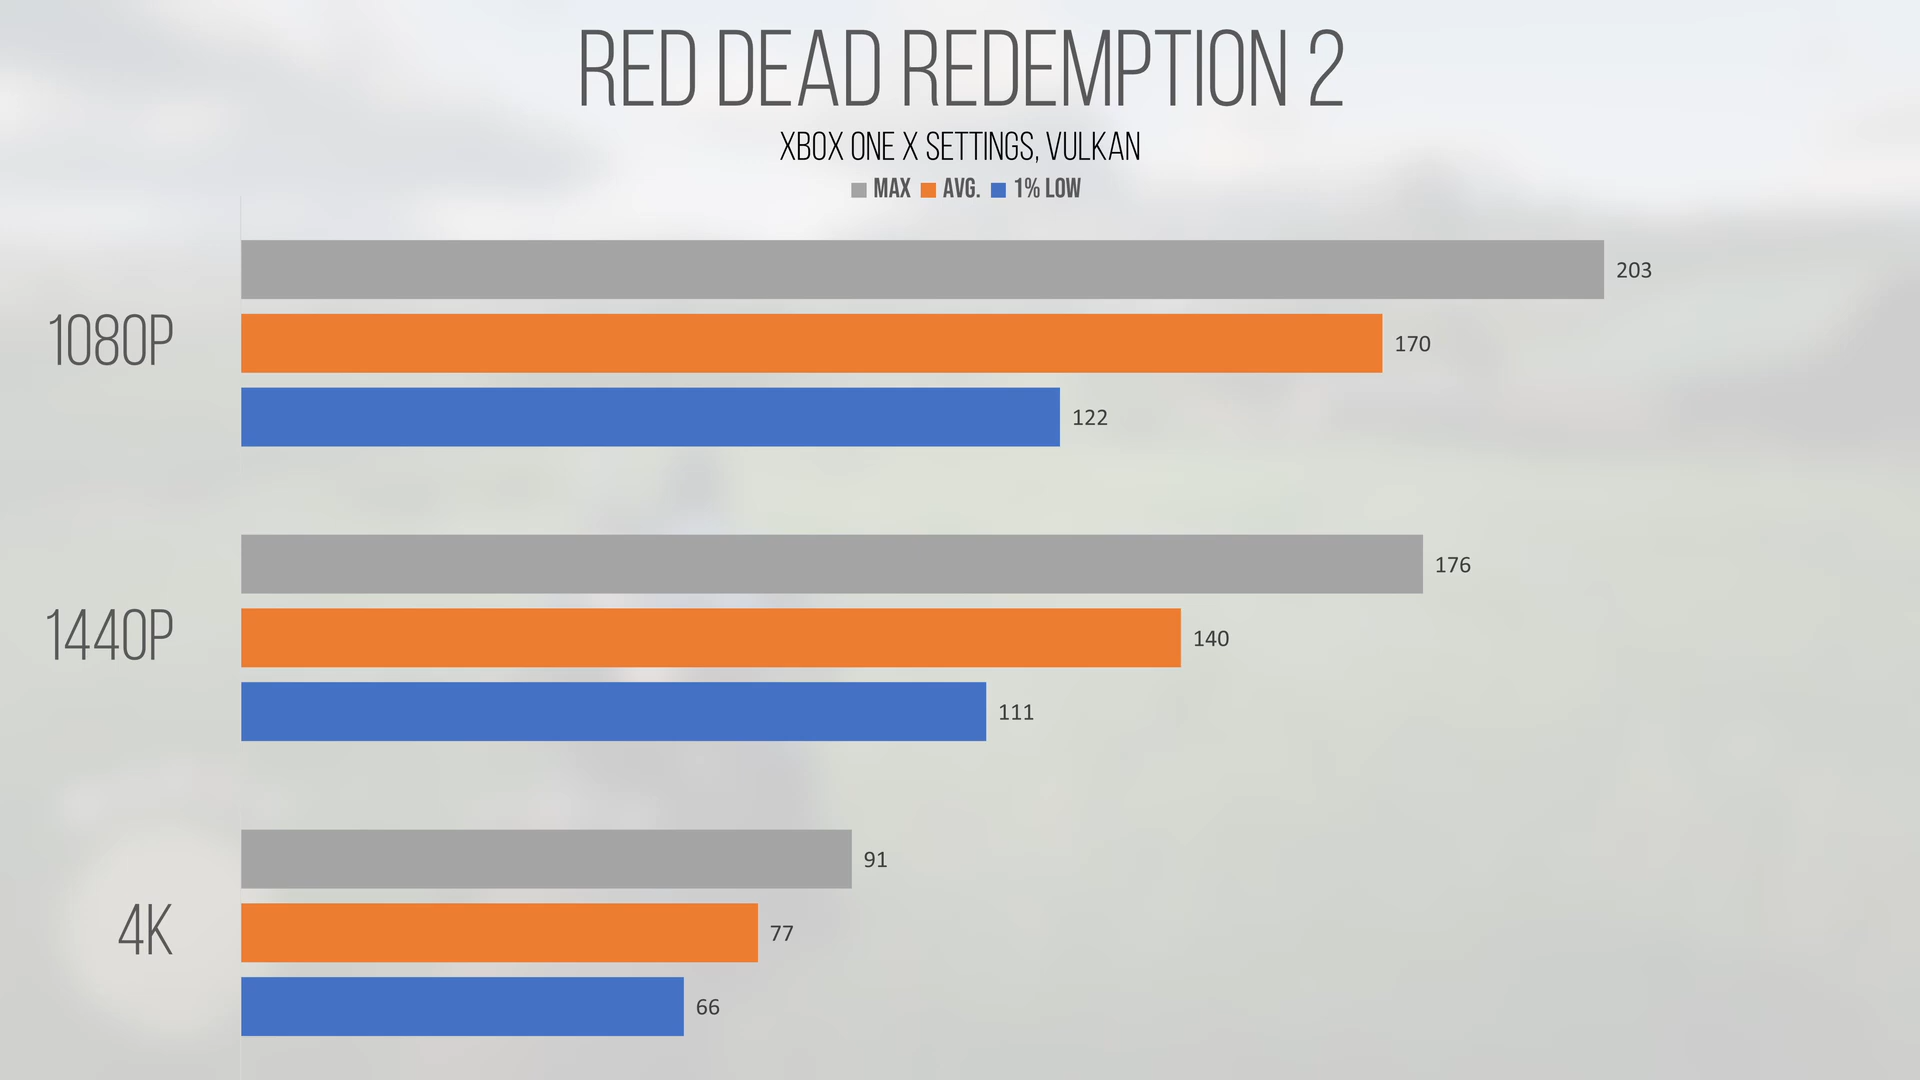 RED DEAD REDEMPTION 2
XBOX ONE X SETTINGS, VULKAN
MAX AVG. 1% LOW
203
1080P
170
122
176
1440P
140
111
91
4K
77
66